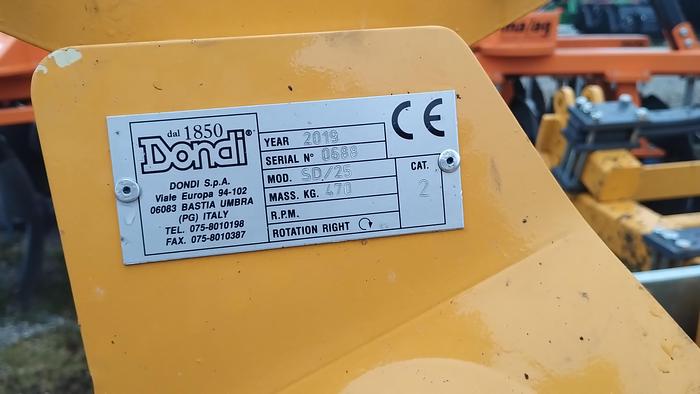 dal 1850
Dondi®
DONDI S.p.A.
Viale Europa 94-102
06083 BASTIA UMBRA
(PG) ITALY
TEL. 075-8010198
FAX. 075-8010387
YEAR 2019
SERIAL N° 0688
MOD. SD/25
MASS. KG. 470
R.P.M.
ROTATION RIGHT
CE
CAT.
2